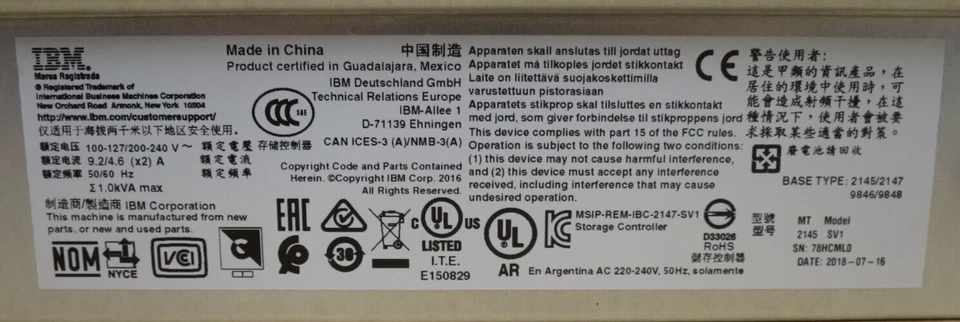 IBM®
Marca Registrada
® Registered Trademark of
International Business Machines Corporation
New Orchard Road Armonk, New York 10504
http://www.ibm.com/customersupport/
仅适用于海拔两千米以下地区安全使用。
额定电压 100-127/200-240 V~ 額定電壓 存储控制器
额定电流 9.2/4.6 (x2) A 額定電流
额定频率 50/60 Hz 額定頻率
Σ1.0kVA max
制造商/製造商 IBM Corporation
This machine is manufactured from new
parts, or new and used parts.
NOM
NYCE
VCI
Made in China 中国制造
Product certified in Guadalajara, Mexico
IBM Deutschland GmbH
Technical Relations Europe
IBM-Allee 1
D-71139 Ehningen
CCC
CAN ICES-3 (A)/NMB-3(A)
Copyright Code and Parts Contained
Herein. ©Copyright IBM Corp. 2016
All Rights Reserved.
EAC
30
C UL US
LISTED
I.T.E.
E150829
Apparaten skall anslutas till jordat uttag
Apparatet må tilkoples jordet stikkontakt
Laite on liitettävä suojakoskettimilla
varustettuun pistorasiaan
Apparatets stikprop skal tilsluttes en stikkontakt
med jord, som giver forbindelse til stikproppens jord
This device complies with part 15 of the FCC rules.
Operation is subject to the following two conditions:
(1) this device may not cause harmful interference,
and (2) this device must accept any interference
received, including interference that may cause
undesired operation.
UL
AR
MSIP-REM-IBC-2147-SV1
Storage Controller
En Argentina AC 220-240V, 50Hz, solamente
D33026
RoHS
儲存控制器
CE
警告使用者:
這是甲類的資訊產品, 在
居住的環境中使用時, 可
能會造成射頻干擾, 在這
種情況下, 使用者會被要
求採取某些適當的對策。
廢電池請回收
BASE TYPE: 2145/2147
9846/9848
型號 MT Model
型号 2145 SV1
SN: 78HCML0
DATE: 2018-07-16